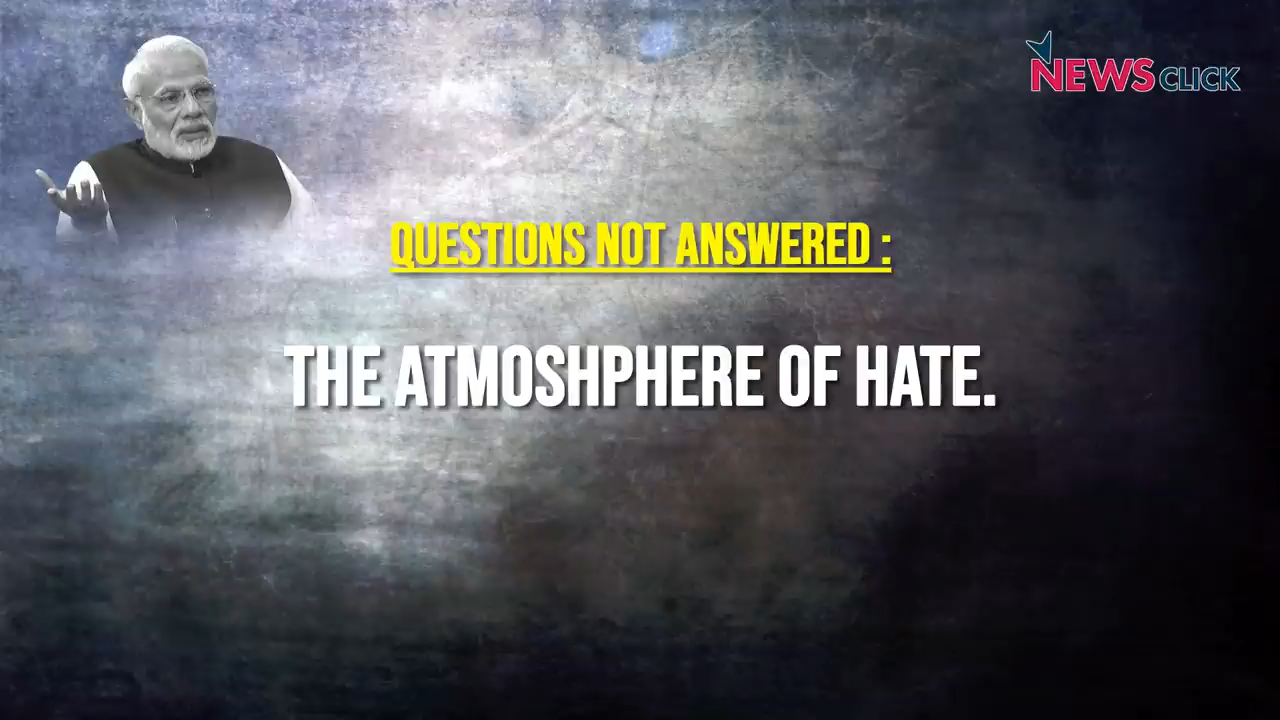 NEWSCLICK
QUESTIONS NOT ANSWERED :
THE ATMOSHPHERE OF HATE.